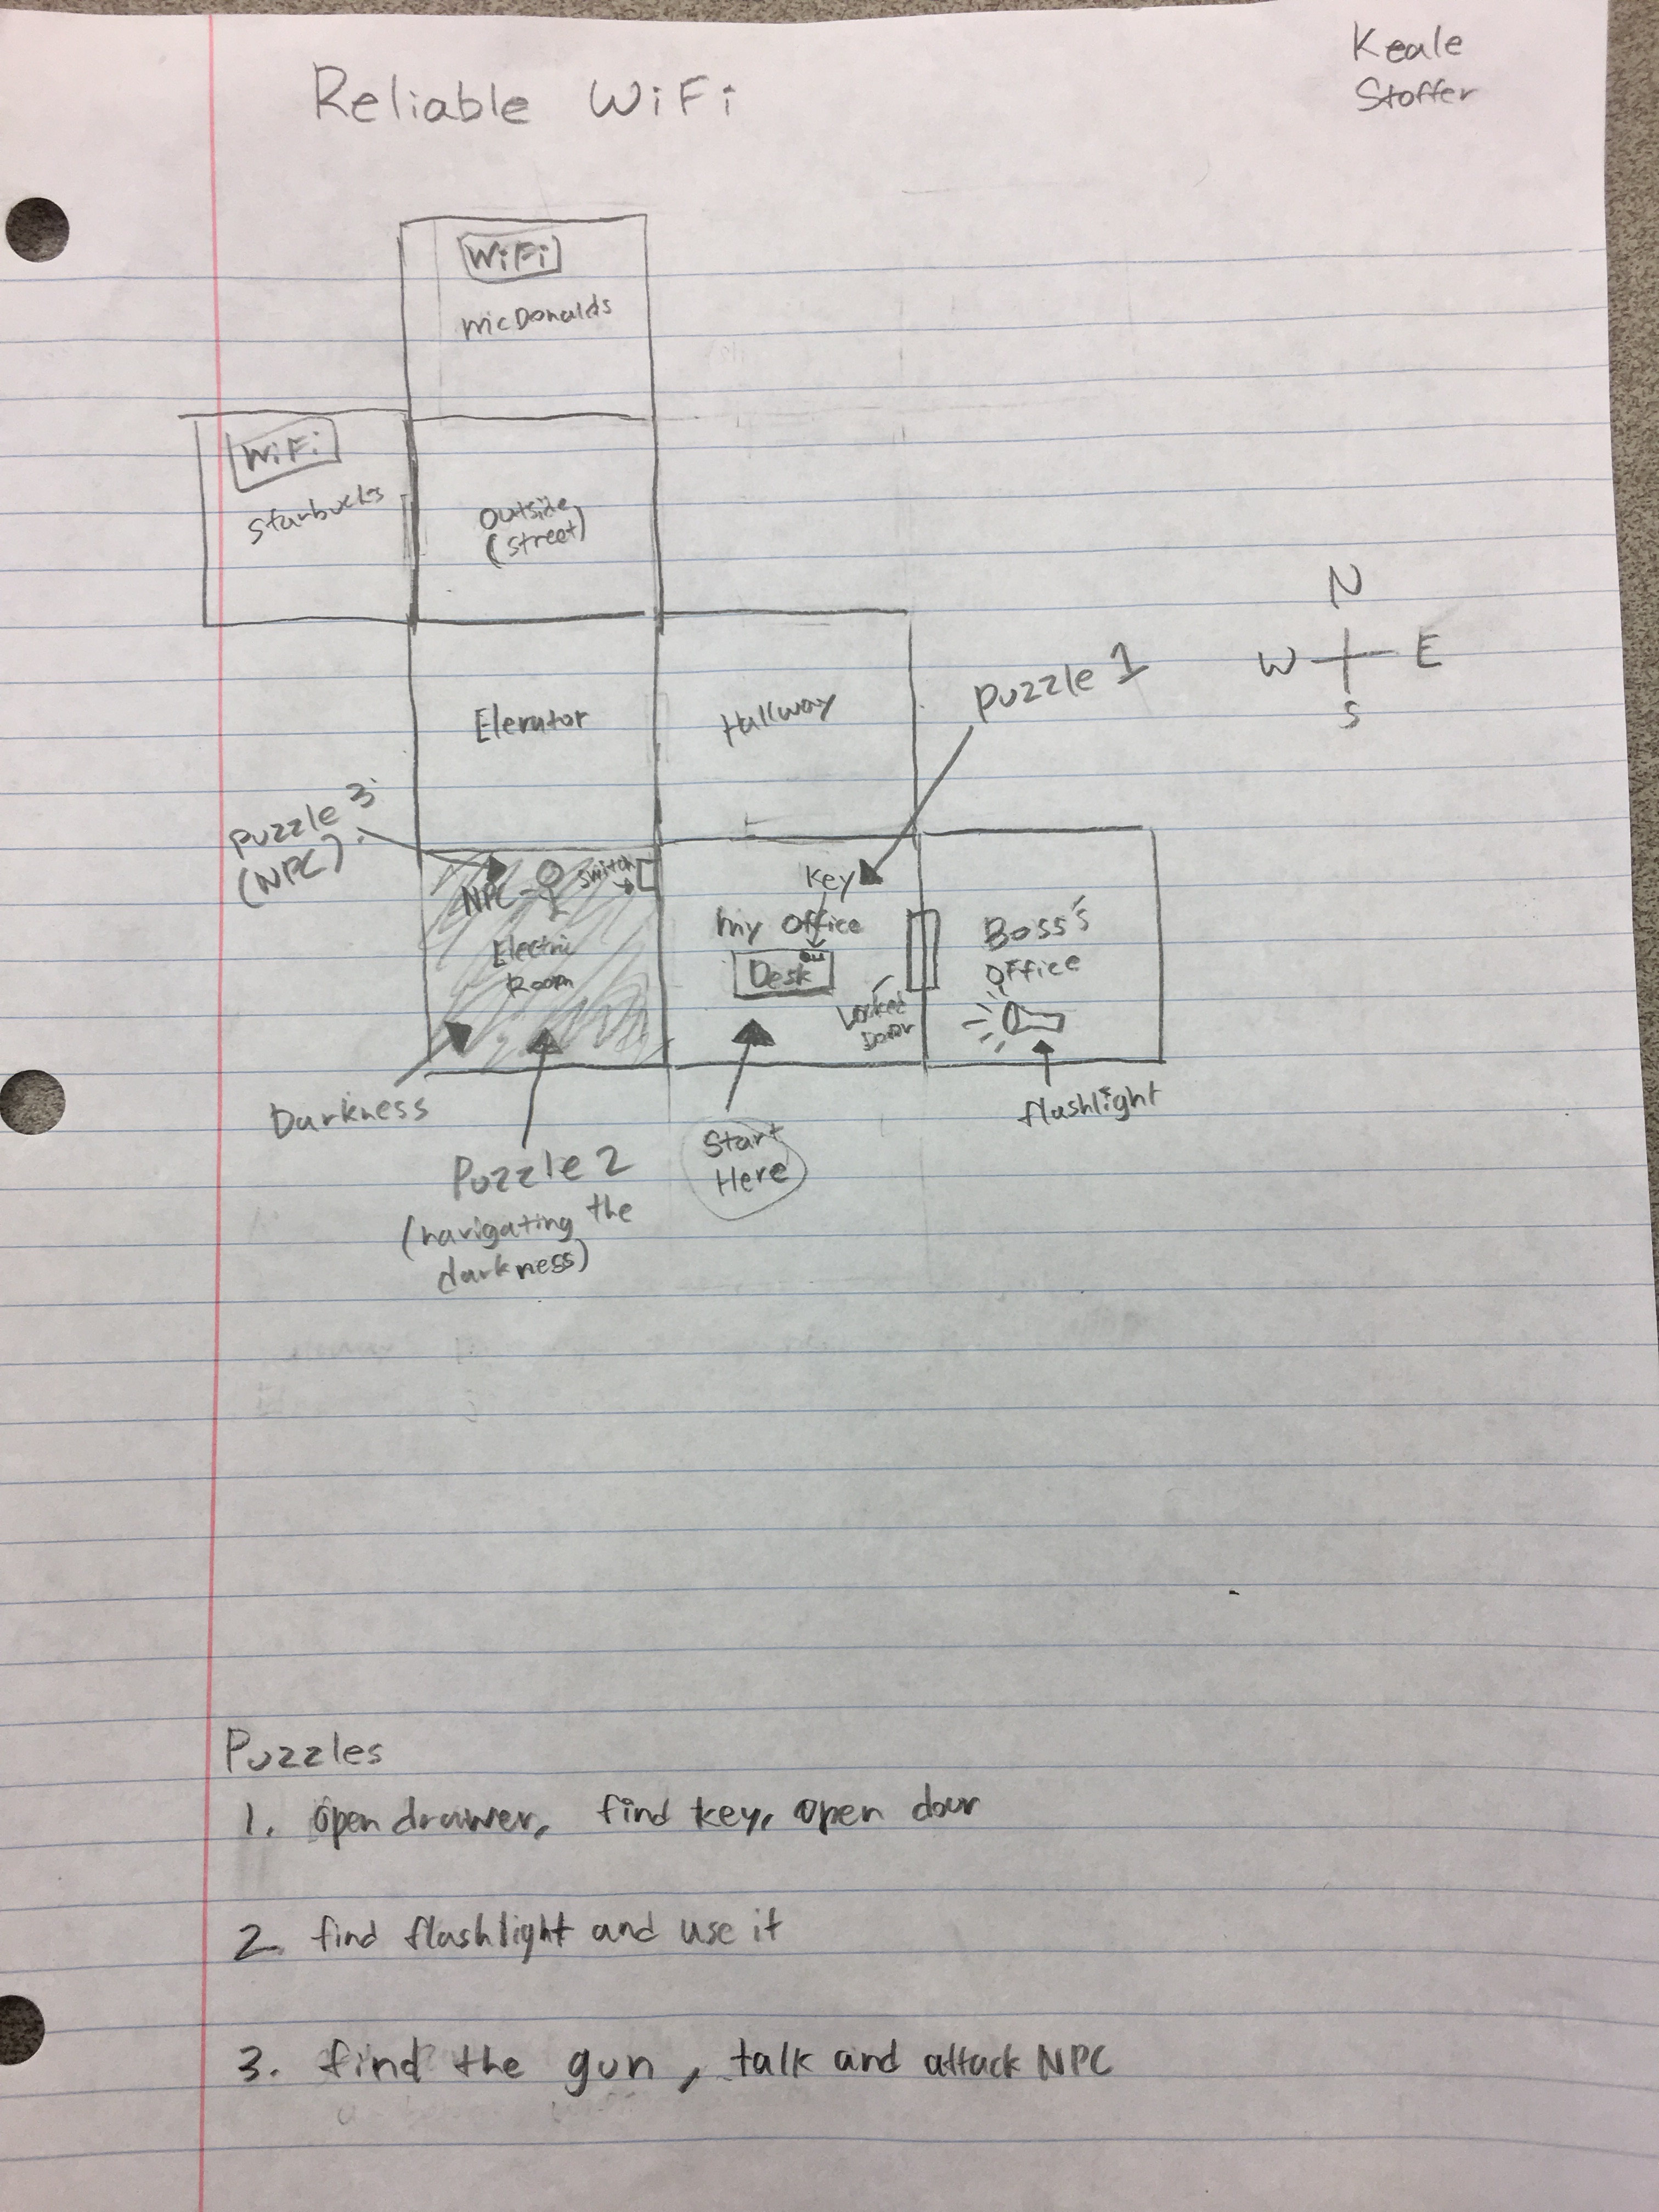 Reliable WiFi
Keale
Stoffer
WiFi
McDonalds
WiFi
Starbucks
outside
(street)
N
W E
S
Elevator
Hallway
Puzzle 1
Puzzle 3
(NPC)
NPC
switch
Key
my office
Desk
Electric
Room
Locked
Door
Boss's
office
flashlight
Darkness
Start
Here
Puzzle 2
(navigating the
darkness)
Puzzles
1. open drawer, find key, open door
2. find flashlight and use it
3. find the gun, talk and attack NPC